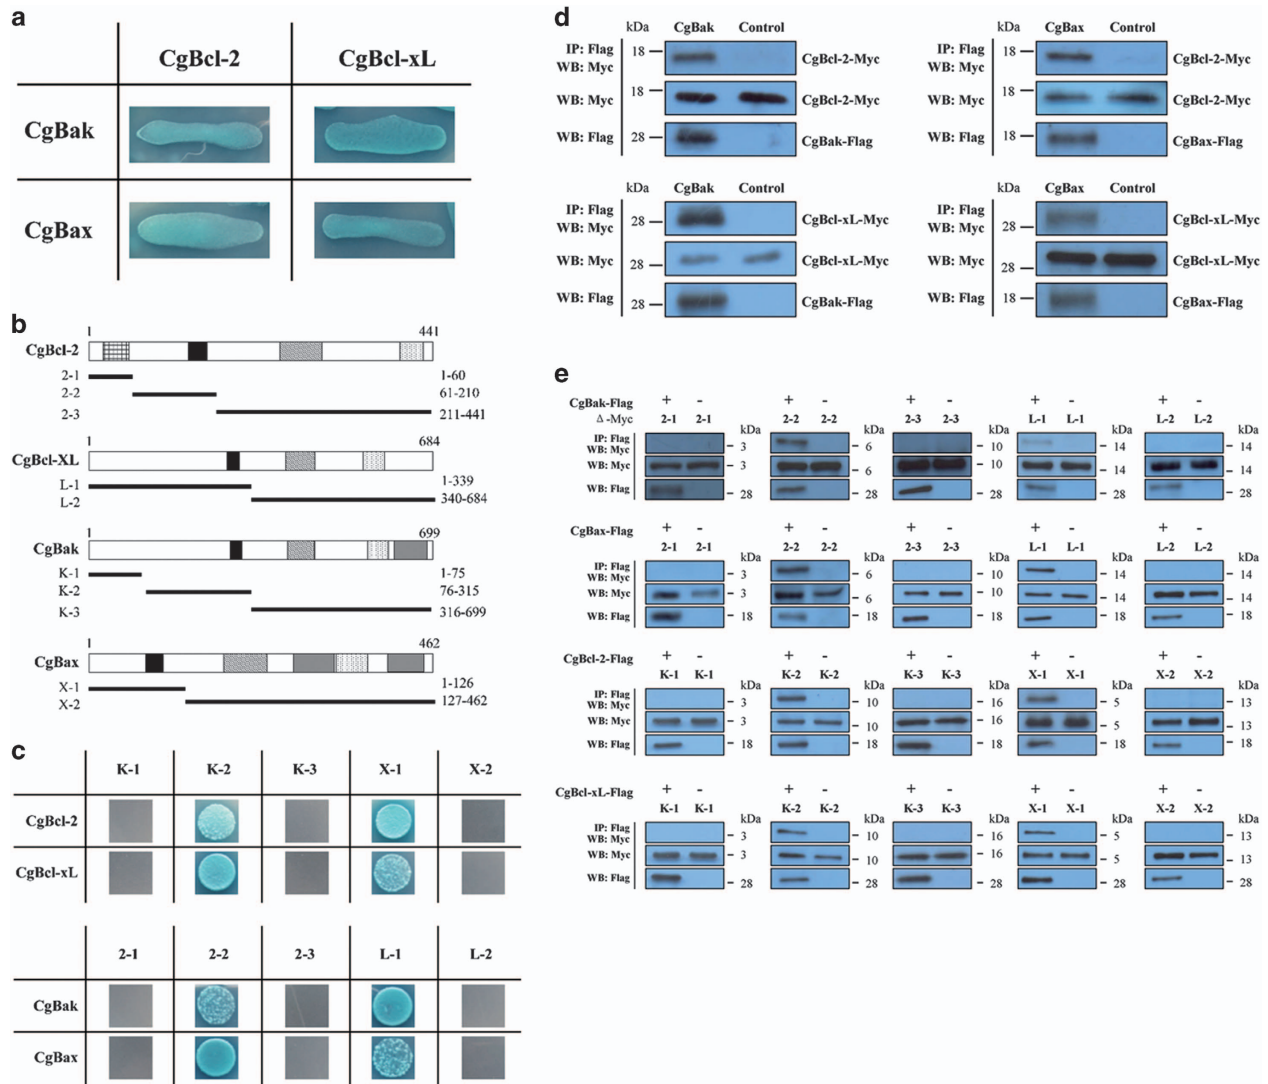 a
CgBcl-2 CgBcl-xL
CgBak
CgBax
b
1 441
CgBcl-2
2-1 1-60
2-2 61-210
2-3 211-441
1 684
CgBcl-XL
L-1 1-339
L-2 340-684
1 699
CgBak
K-1 1-75
K-2 76-315
K-3 316-699
1 462
CgBax
X-1 1-126
X-2 127-462
c
K-1 K-2 K-3 X-1 X-2
CgBcl-2
CgBcl-xL
2-1 2-2 2-3 L-1 L-2
CgBak
CgBax
d
kDa CgBak Control
IP: Flag
WB: Myc
18 CgBcl-2-Myc
WB: Myc 18 CgBcl-2-Myc
WB: Flag 28 CgBak-Flag
kDa CgBax Control
IP: Flag
WB: Myc
18 CgBcl-2-Myc
WB: Myc 18 CgBcl-2-Myc
WB: Flag 18 CgBax-Flag
kDa CgBak Control
IP: Flag
WB: Myc
28 CgBcl-xL-Myc
WB: Myc 28 CgBcl-xL-Myc
WB: Flag 28 CgBak-Flag
kDa CgBax Control
IP: Flag
WB: Myc
28 CgBcl-xL-Myc
WB: Myc 28 CgBcl-xL-Myc
WB: Flag 18 CgBax-Flag
e
CgBak-Flag + - + - + - + - + -
Δ-Myc 2-1 2-1 2-2 2-2 2-3 2-3 L-1 L-1 L-2 L-2
kDa kDa kDa kDa kDa
IP: Flag
WB: Myc
- 3 - 6 - 10 - 14 - 14
WB: Myc - 3 - 6 - 10 - 14 - 14
WB: Flag - 28 - 28 - 28 - 28 - 28
CgBax-Flag + - + - + - + - + -
2-1 2-1 2-2 2-2 2-3 2-3 L-1 L-1 L-2 L-2
kDa kDa kDa kDa kDa
IP: Flag
WB: Myc
- 3 - 6 - 10 - 14 - 14
WB: Myc - 3 - 6 - 10 - 14 - 14
WB: Flag - 18 - 18 - 18 - 18 - 18
CgBcl-2-Flag + - + - + - + - + -
K-1 K-1 K-2 K-2 K-3 K-3 X-1 X-1 X-2 X-2
kDa kDa kDa kDa kDa
IP: Flag
WB: Myc
- 3 - 10 - 16 - 5 - 13
WB: Myc - 3 - 10 - 16 - 5 - 13
WB: Flag - 18 - 18 - 18 - 18 - 18
CgBcl-xL-Flag + - + - + - + - + -
K-1 K-1 K-2 K-2 K-3 K-3 X-1 X-1 X-2 X-2
kDa kDa kDa kDa kDa
IP: Flag
WB: Myc
- 3 - 10 - 16 - 5 - 13
WB: Myc - 3 - 10 - 16 - 5 - 13
WB: Flag - 28 - 28 - 28 - 28 - 28